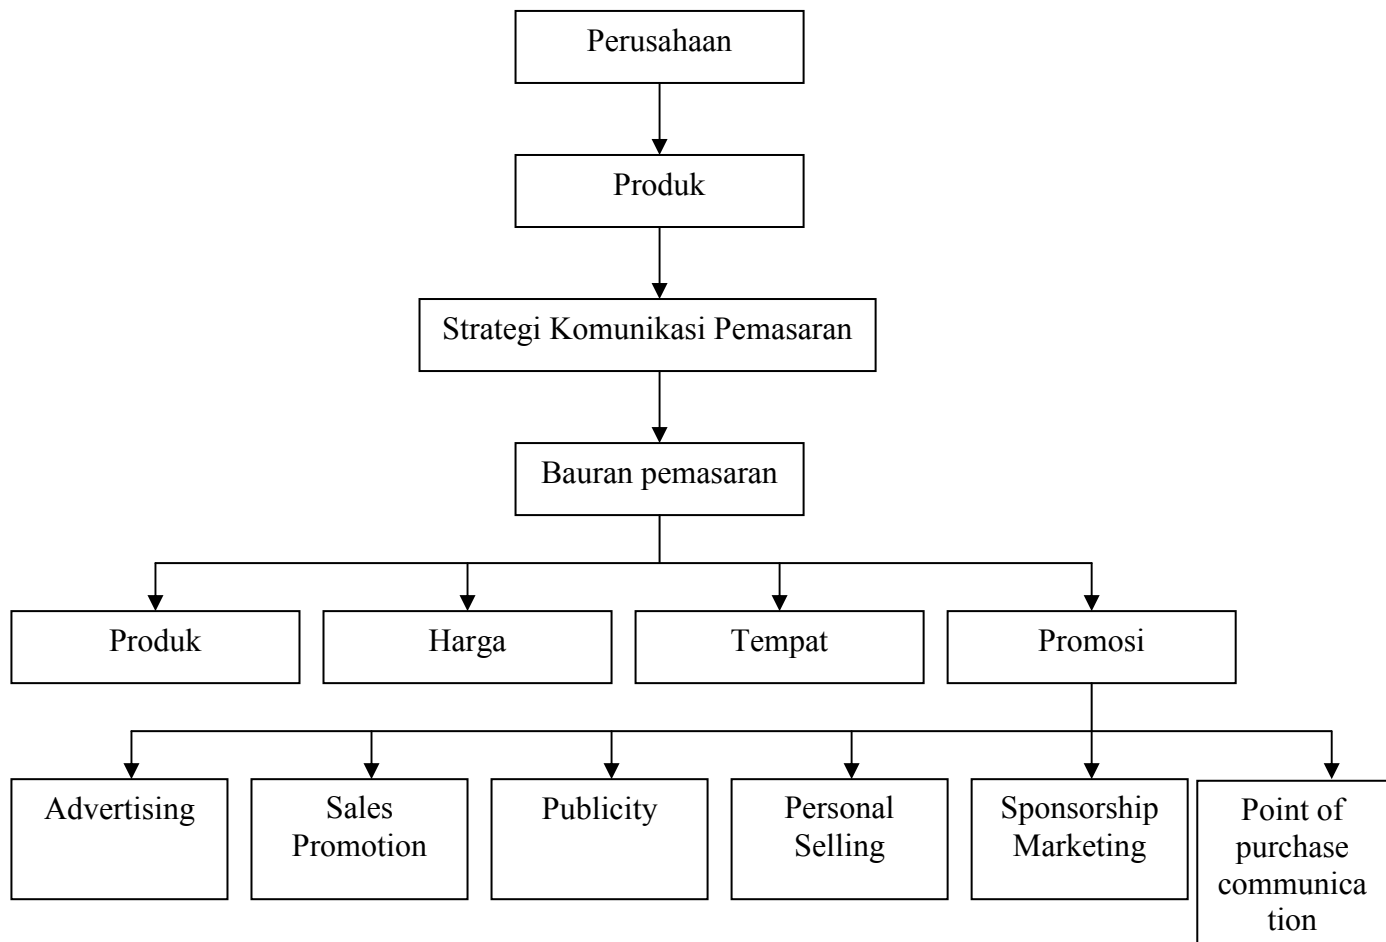 Perusahaan
Produk
Strategi Komunikasi Pemasaran
Bauran pemasaran
Produk
Harga
Tempat
Promosi
Advertising
Sales
Promotion
Publicity
Personal
Selling
Sponsorship
Marketing
Point of
purchase
communica
tion